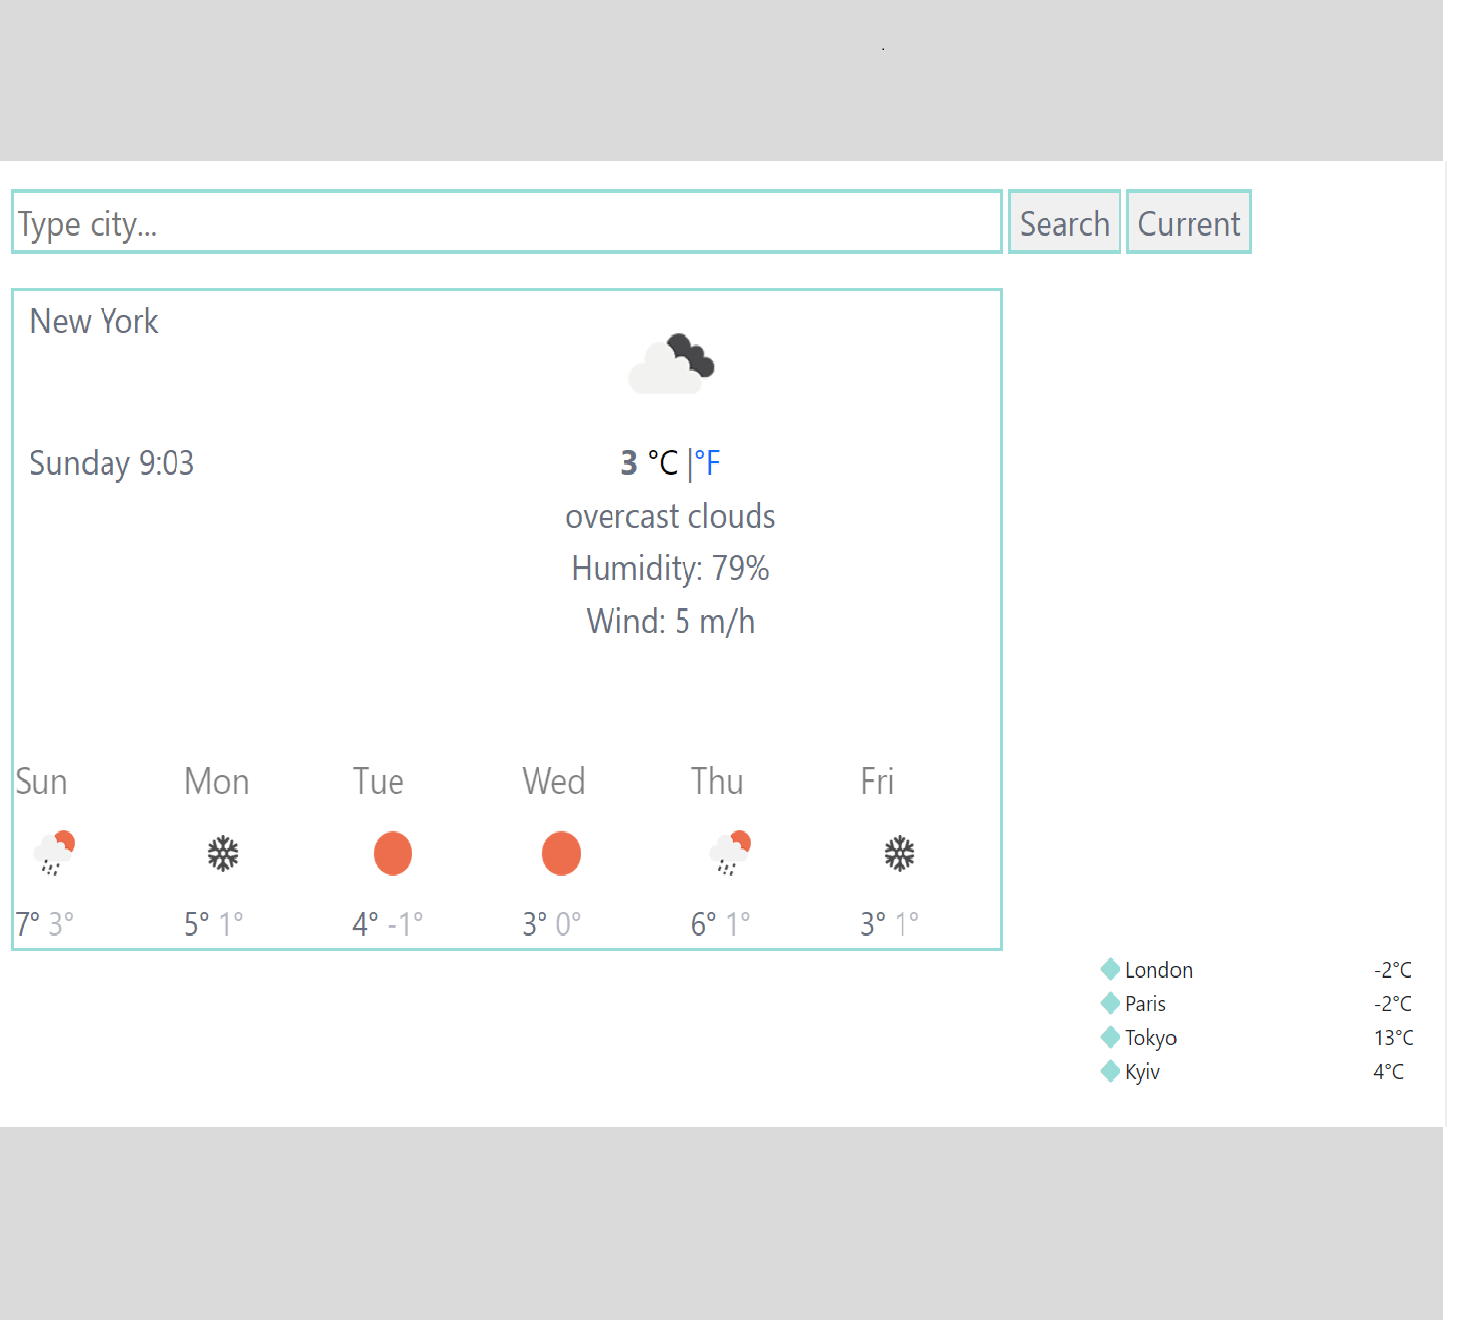 Type city...
Search
Current
New York
Sunday 9:03
3 °C |°F
overcast clouds
Humidity: 79%
Wind: 5 m/h
Sun Mon Tue Wed Thu Fri
7° 3° 5° 1° 4° -1° 3° 0° 6° 1° 3° 1°
London -2°C
Paris -2°C
Tokyo 13°C
Kyiv 4°C